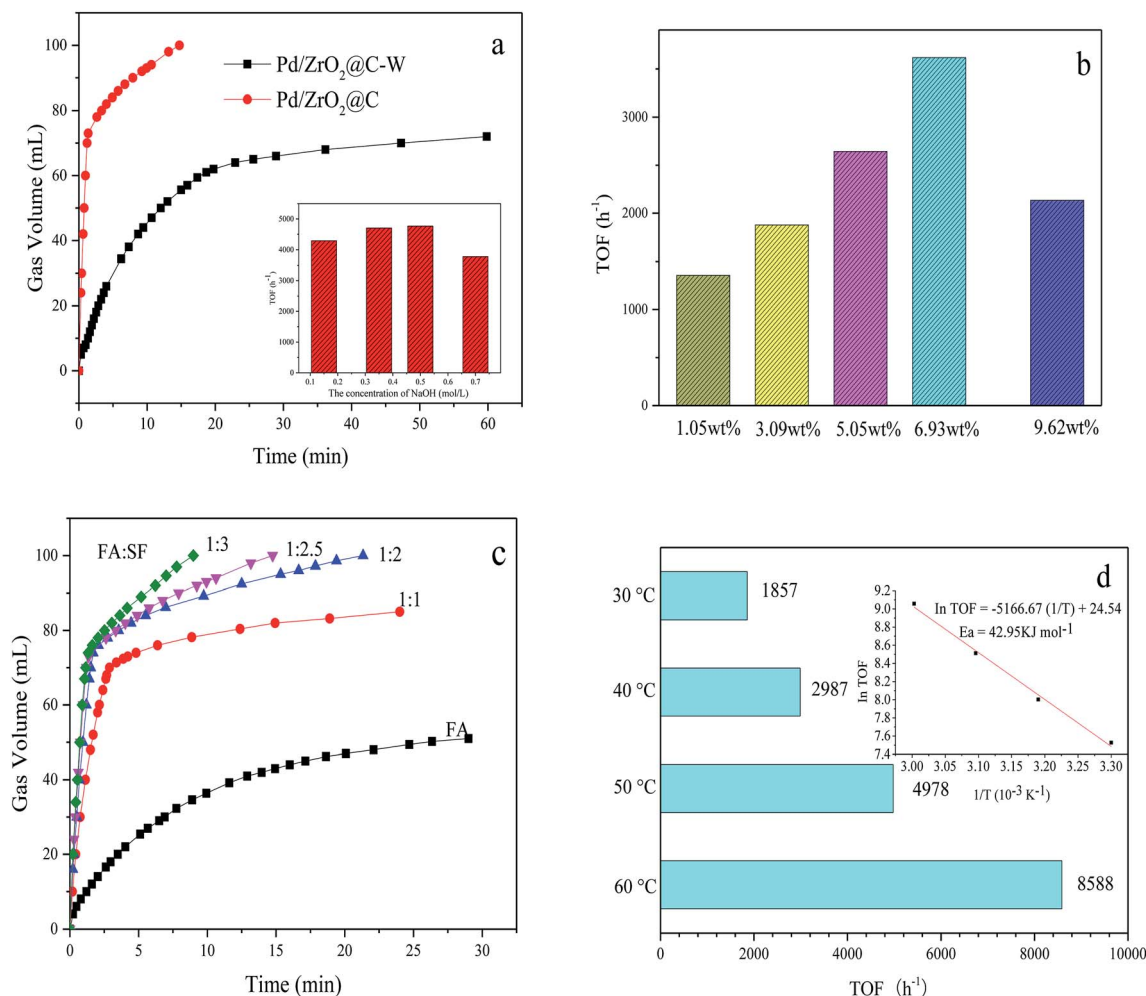 a
Pd/ZrO2@C-W
Pd/ZrO2@C
Gas Volume (mL)
100
80
60
40
20
0
0 10 20 30 40 50 60
Time (min)
TOF (h-1)
5000
4000
3000
2000
1000
0
0.1 0.2 0.3 0.4 0.5 0.6 0.7
The concentration of NaOH (mol/L)
b
TOF (h-1)
3000
2000
1000
0
1.05wt% 3.09wt% 5.05wt% 6.93wt% 9.62wt%
c
FA:SF
1:3
1:2.5
1:2
1:1
FA
Gas Volume (mL)
100
80
60
40
20
0
0 5 10 15 20 25 30
Time (min)
d
30 °C
40 °C
50 °C
60 °C
1857
2987
4978
8588
0 2000 4000 6000 8000 10000
TOF (h-1)
In TOF = -5166.67 (1/T) + 24.54
Ea = 42.95KJ mol-1
In TOF
9.2
9.0
8.8
8.6
8.4
8.2
8.0
7.8
7.6
7.4
3.00 3.05 3.10 3.15 3.20 3.25 3.30
1/T (10-3 K-1)